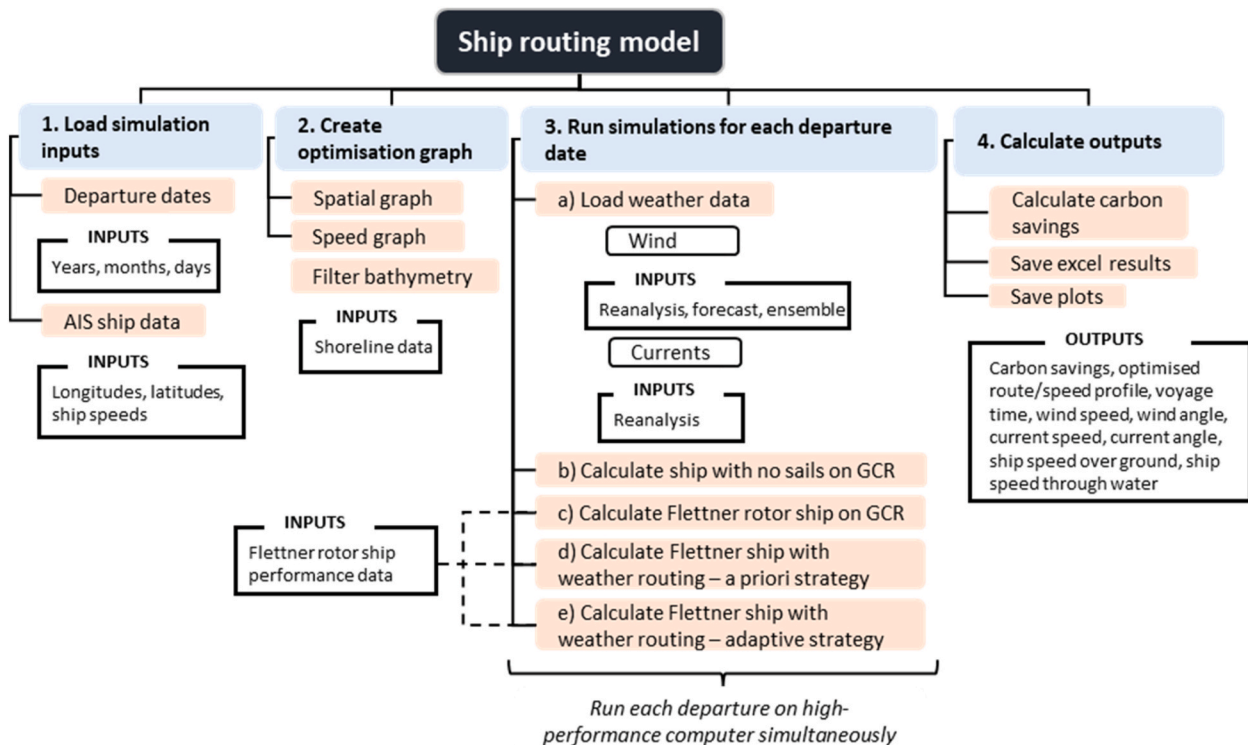 Ship routing model
1. Load simulation
inputs
Departure dates
INPUTS
Years, months, days
AIS ship data
INPUTS
Longitudes, latitudes,
ship speeds
2. Create
optimisation graph
Spatial graph
Speed graph
Filter bathymetry
INPUTS
Shoreline data
3. Run simulations for each departure
date
a) Load weather data
Wind
INPUTS
Reanalysis, forecast, ensemble
Currents
INPUTS
Reanalysis
b) Calculate ship with no sails on GCR
c) Calculate Flettner rotor ship on GCR
d) Calculate Flettner ship with
weather routing – a priori strategy
e) Calculate Flettner ship with
weather routing – adaptive strategy
INPUTS
Flettner rotor ship
performance data
Run each departure on high-
performance computer simultaneously
4. Calculate outputs
Calculate carbon
savings
Save excel results
Save plots
OUTPUTS
Carbon savings, optimised
route/speed profile, voyage
time, wind speed, wind angle,
current speed, current angle,
ship speed over ground, ship
speed through water